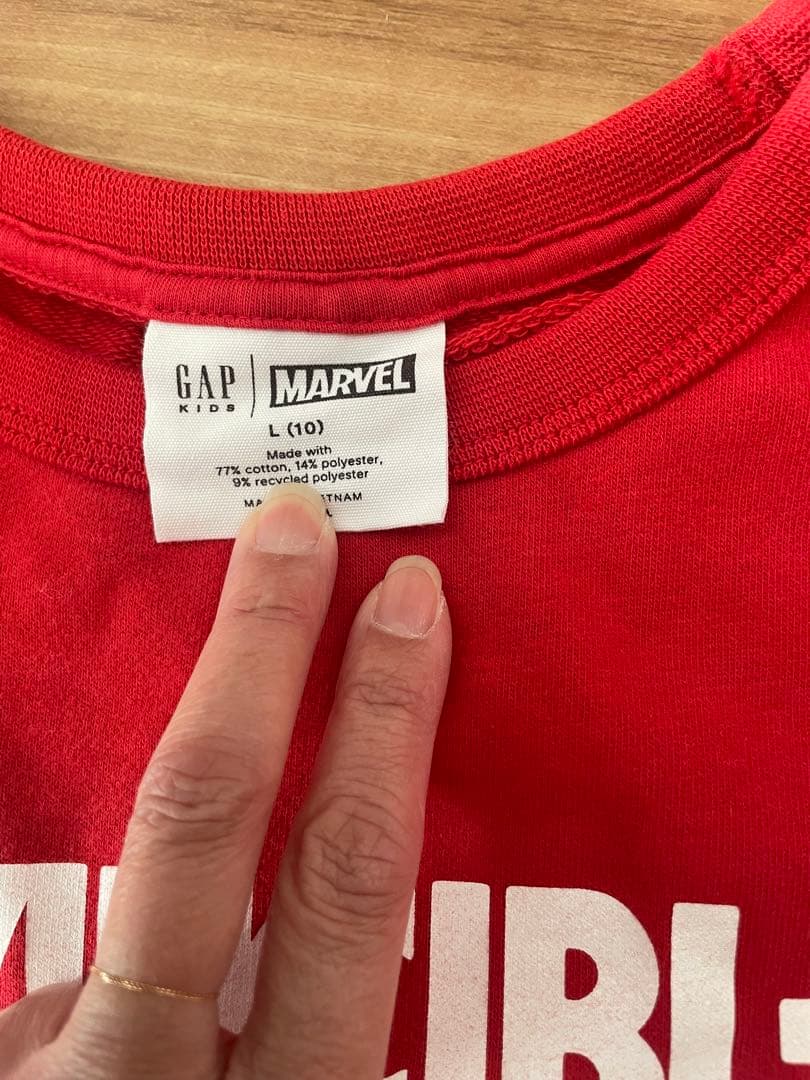 GAP | MARVEL
KIDS
L (10)
Made with
77% cotton, 14% polyester,
9% recycled polyester